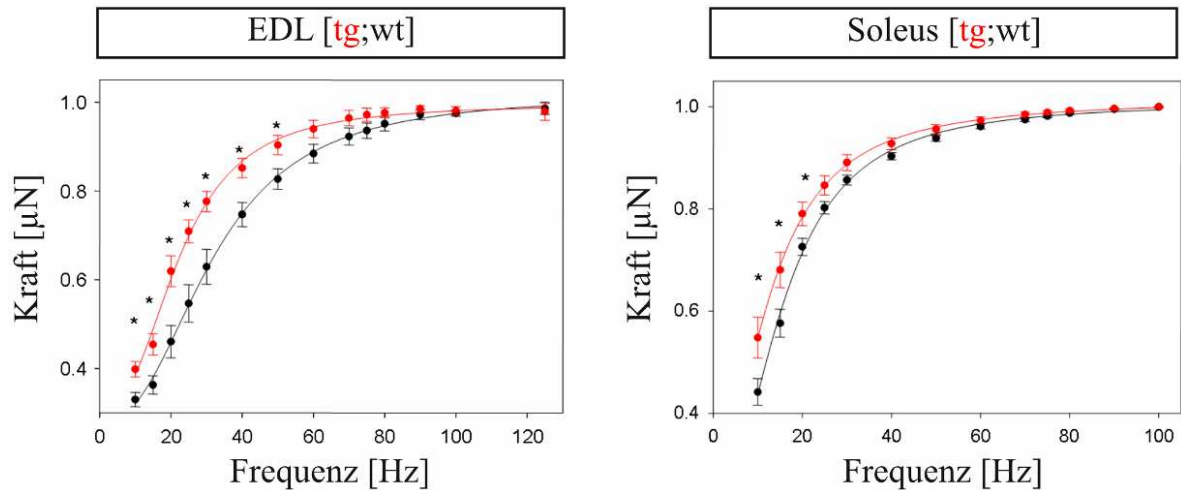 EDL [tg;wt]
Soleus [tg;wt]
Kraft [µN]
1.0
0.8
0.6
0.4
* * * * * * *
0 20 40 60 80 100 120
Frequenz [Hz]
Kraft [µN]
1.0
0.8
0.6
0.4
* * *
0 20 40 60 80 100
Frequenz [Hz]